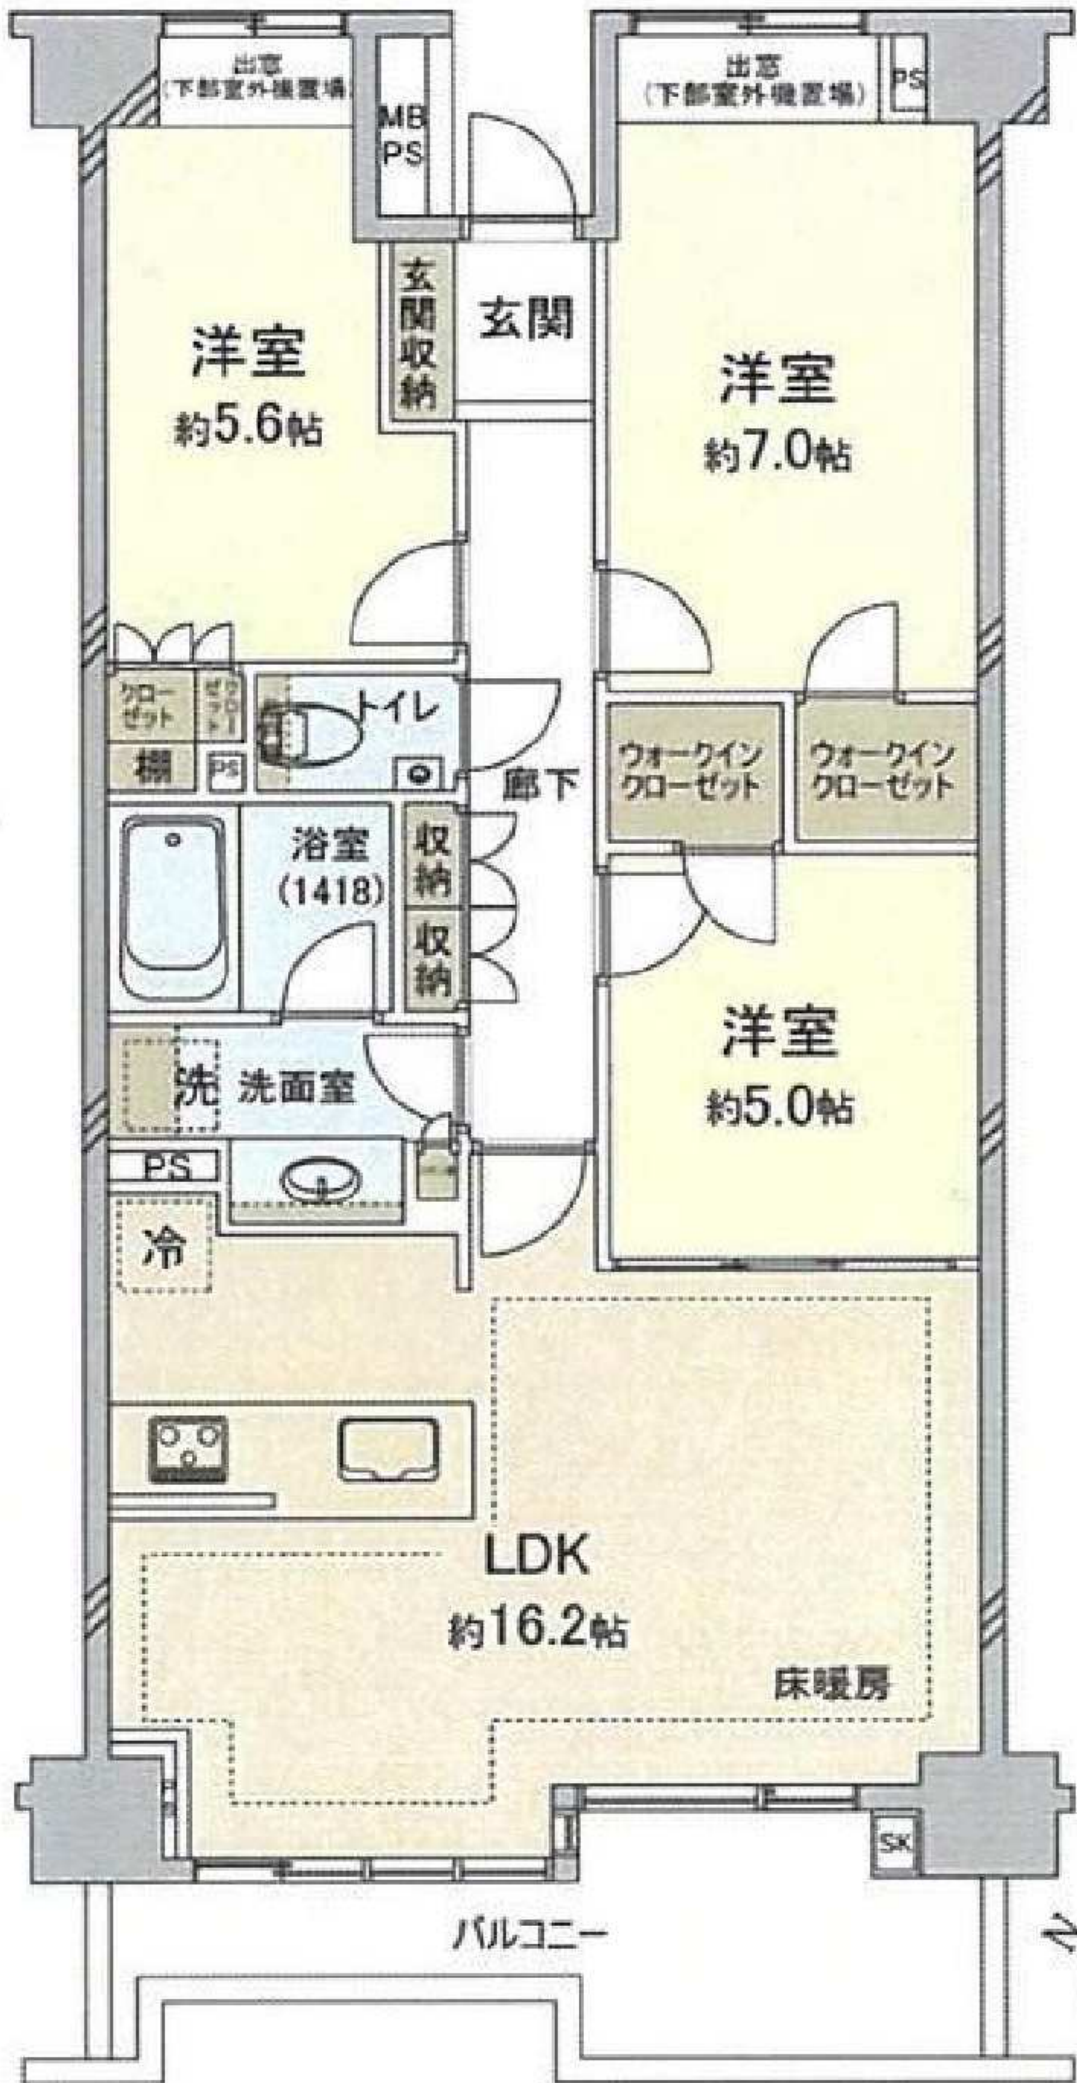 出窓
(下部室外機置場)
出窓
(下部室外機置場)
PS
MB
PS
玄関収納
玄関
洋室
約5.6帖
洋室
約7.0帖
クロー
ゼット
クロー
ゼット
棚
PS
トイレ
廊下
ウォークイン
クローゼット
ウォークイン
クローゼット
浴室
(1418)
収納
収納
洋室
約5.0帖
洗
洗面室
PS
冷
LDK
約16.2帖
床暖房
SK
バルコニー
N